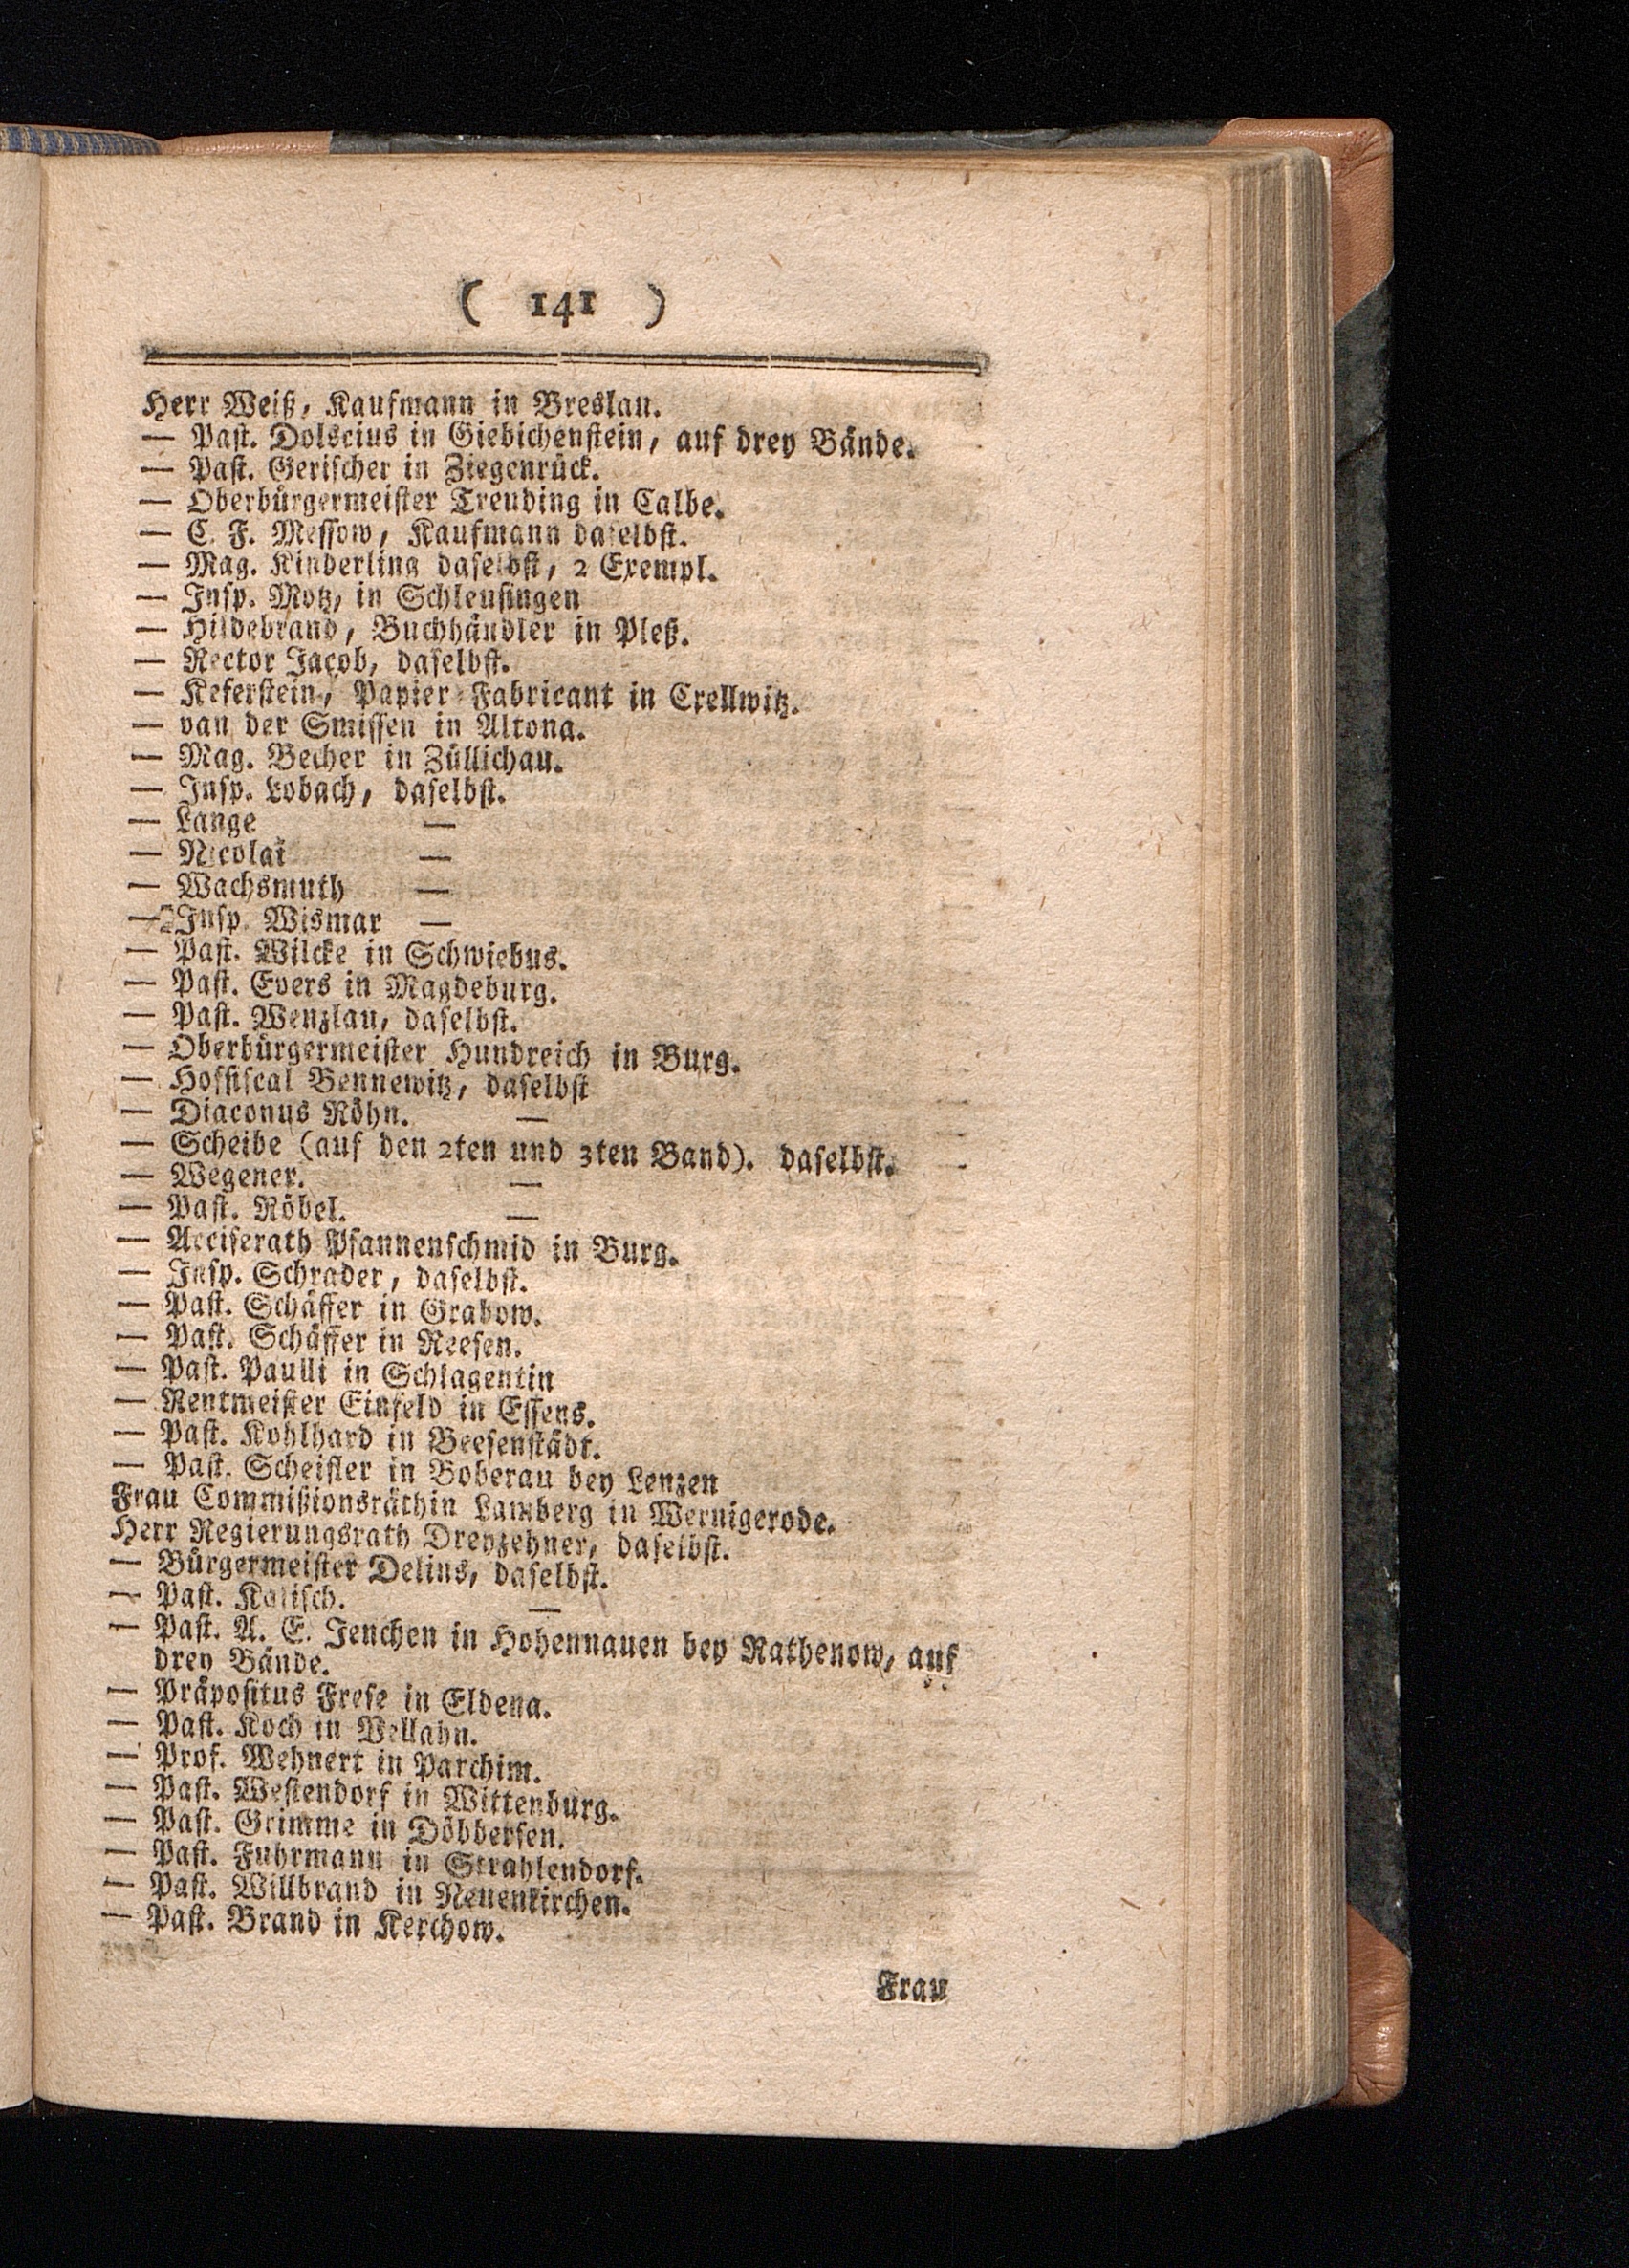 ( 141 )
Herr Weiß, Kaufmann in Breslau.
— Past. Dolscius in Giebichenstein, auf drey Bände.
— Past. Gerischer in Ziegenrück.
— Oberbürgermeister Treuding in Calbe.
— C. F. Messow, Kaufmann daselbst.
— Mag. Kinderling daselbst, 2 Exempl.
— Insp. Motz, in Schleusingen
— Hildebrand, Buchhändler in Pleß.
— Rector Jacob, daselbst.
— Keferstein, Papier-Fabricant in Crellwitz.
— van der Smissen in Altona.
— Mag. Becher in Züllichau.
— Insp. Lobach, daselbst.
— Lange —
— Nicolai —
— Wachsmuth —
— Insp. Wismar —
— Past. Wilcke in Schwiebus.
— Past. Evers in Magdeburg.
— Past. Wenzlau, daselbst.
— Oberbürgermeister Hundreich in Burg.
— Hoffiscal Bennewitz, daselbst
— Diaconus Röhn. —
— Scheibe (auf den 2ten und 3ten Band). daselbst.
— Wegener. —
— Past. Röbel. —
— Acciserath Pfannenschmid in Burg.
— Insp. Schrader, daselbst.
— Past. Schäffer in Grabow.
— Past. Schäffer in Reesen.
— Past. Paulli in Schlagentin
— Rentmeister Einfeld in Essens.
— Past. Kohlhard in Beesenstädt.
— Past. Scheisler in Boberau bey Lenzen
Frau Commißionsräthin Lamberg in Wernigerode.
Herr Regierungsrath Dreyzehner, daselbst.
— Bürgermeister Delius, daselbst.
— Past. Kalisch. —
— Past. A. E. Jenchen in Hohennauen bey Rathenow, auf
drey Bände.
— Präpositus Frese in Eldena.
— Past. Koch in Vellahn.
— Prof. Wehnert in Parchim.
— Past. Westendorf in Wittenburg.
— Past. Grimme in Döbbersen.
— Past. Fuhrmann in Strahlendorf.
— Past. Willbrand in Neuenkirchen.
— Past. Brand in Kerchow.
Frau